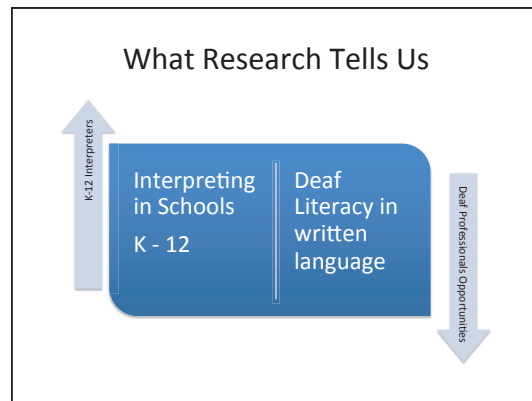 What Research Tells Us
K-12 Interpreters
Interpreting
in Schools
K - 12
Deaf
Literacy in
written
language
Deaf Professionals Opportunities